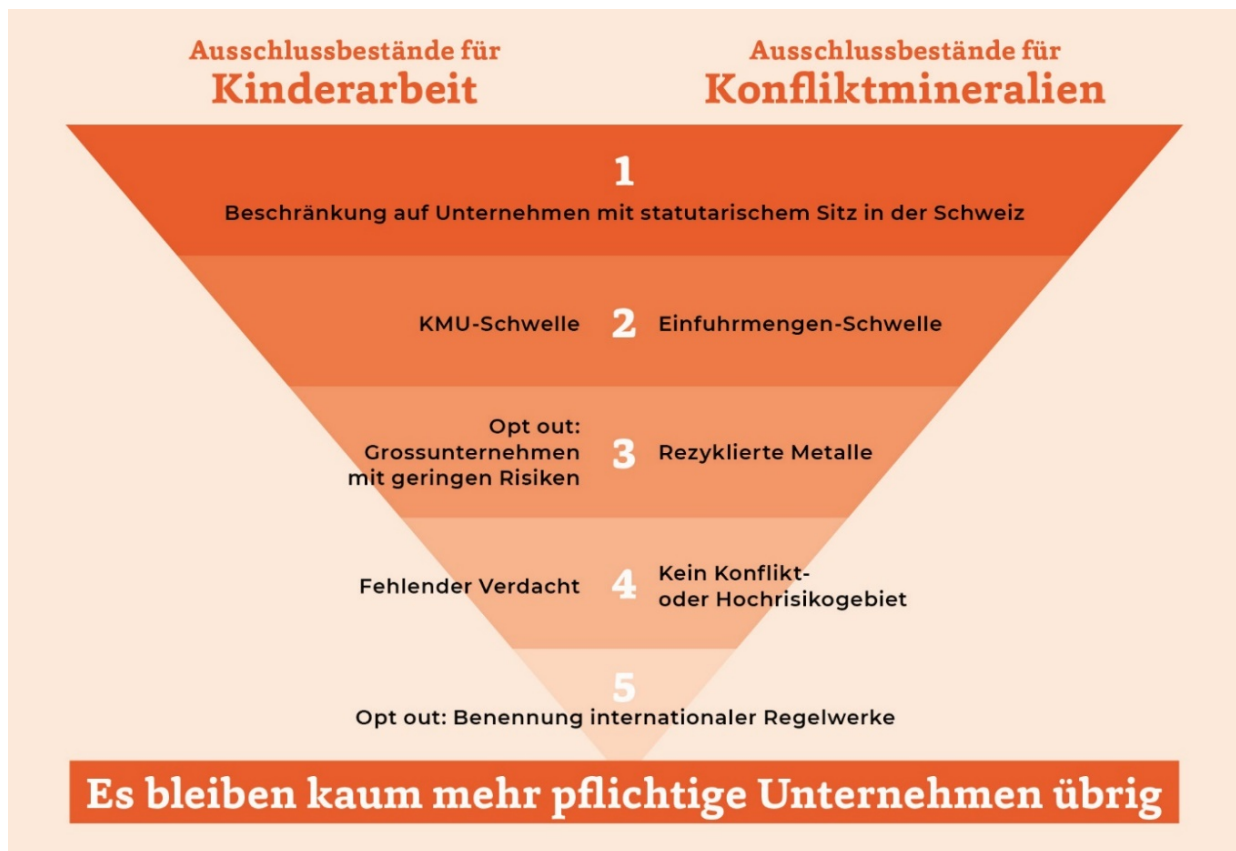 Ausschlussbestände für
Kinderarbeit
Ausschlussbestände für
Konfliktmineralien
1
Beschränkung auf Unternehmen mit statutarischem Sitz in der Schweiz
KMU-Schwelle
2
Einfuhrmengen-Schwelle
Opt out:
Grossunternehmen
mit geringen Risiken
3
Rezyklierte Metalle
Fehlender Verdacht
4
Kein Konflikt-
oder Hochrisikogebiet
5
Opt out: Benennung internationaler Regelwerke
Es bleiben kaum mehr pflichtige Unternehmen übrig